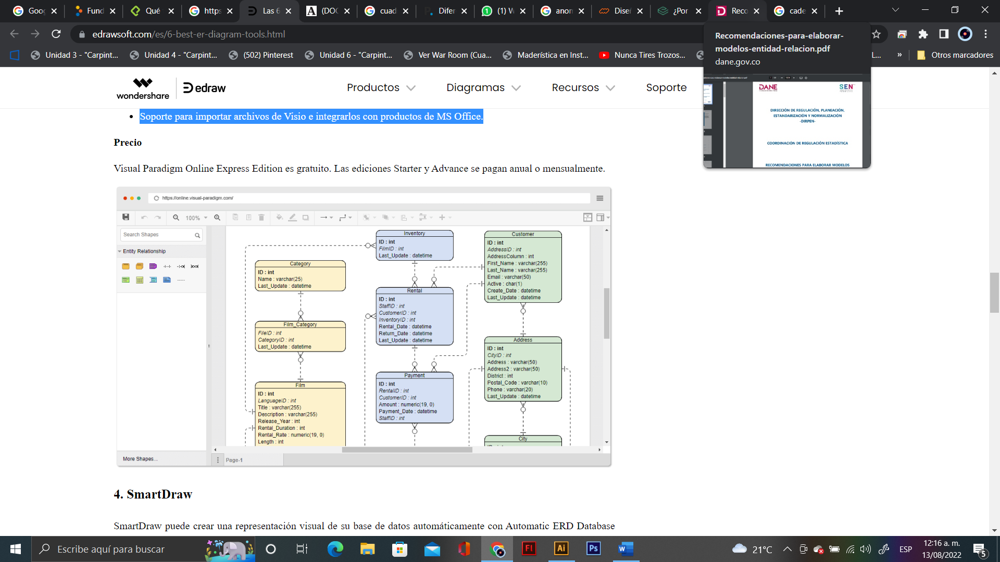 Goog
Fund
Qué
https
Las 6
(DOC
cuad
Difer
(1) W
anom
Diseñ
¿Por
Reco
cade
edrawsoft.com/es/6-best-er-diagram-tools.html
Unidad 3 - "Carpint...
Unidad 4 - "Carpint...
(502) Pinterest
Unidad 6 - "Carpint...
Ver War Room (Cua...
Maderística en Inst...
Nunca Tires Trozos...
L...
»
Otros marcadores
Recomendaciones-para-elaborar-
modelos-entidad-relacion.pdf
dane.gov.co
DANE
SEN
DIRECCIÓN DE REGULACIÓN, PLANEACIÓN,
ESTANDARIZACIÓN Y NORMALIZACIÓN
-DIRPEN-
COORDINACIÓN DE REGULACIÓN ESTADÍSTICA
RECOMENDACIONES PARA ELABORAR MODELOS
wondershare
edraw
Productos
Diagramas
Recursos
Soporte
• Soporte para importar archivos de Visio e integrarlos con productos de MS Office.
Precio
Visual Paradigm Online Express Edition es gratuito. Las ediciones Starter y Advance se pagan anual o mensualmente.
https://online.visual-paradigm.com/
100%
Search Shapes
Entity Relationship
More Shapes...
Page-1
Category
ID : int
Name : varchar(25)
Last_Update : datetime
Film_Category
FileID : int
CategoryID : int
Last_Update : datetime
Film
ID : int
LanguageID : int
Title : varchar(255)
Description : varchar(255)
Release_Year : int
Rental_Duration : int
Rental_Rate : numeric(19, 0)
Length : int
Inventory
ID : int
FilmID : int
Last_Update : datetime
Rental
ID : int
StaffID : int
CustomerID : int
InventoryID : int
Rental_Date : datetime
Return_Date : datetime
Last_Update : datetime
Payment
ID : int
RentalID : int
CustomerID : int
Amount : numeric(19, 0)
Payment_Date : datetime
StaffID : int
Customer
ID : int
AddressID : int
AddressColumn : int
First_Name : varchar(255)
Last_Name : varchar(255)
Email : varchar(50)
Active : char(1)
Create_Date : datetime
Last_Update : datetime
Address
ID : int
CityID : int
Address : varchar(50)
Address2 : varchar(50)
District : int
Postal_Code : varchar(10)
Phone : varchar(20)
Last_Update : datetime
City
4. SmartDraw
SmartDraw puede crear una representación visual de su base de datos automáticamente con Automatic ERD Database
Escribe aquí para buscar
Fl
Ai
Ps
W
21°C
ESP
12:16 a. m.
13/08/2022
5